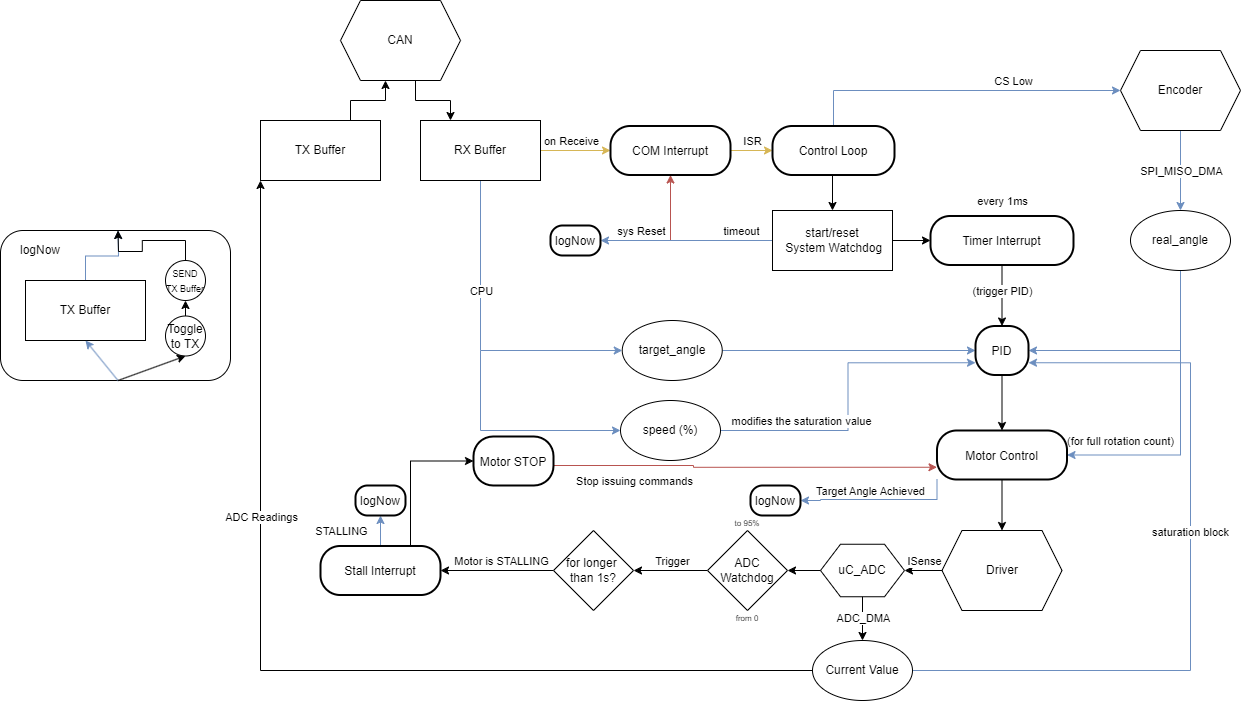 CAN
CS Low
Encoder
TX Buffer
RX Buffer
on Receive
COM Interrupt
ISR
Control Loop
SPI_MISO_DMA
every 1ms
logNow
sys Reset
timeout
start/reset
System Watchdog
Timer Interrupt
real_angle
logNow
SEND
TX Buffer
TX Buffer
Toggle
to TX
CPU
(trigger PID)
target_angle
PID
speed (%)
modifies the saturation value
Motor STOP
Stop issuing commands
Motor Control
(for full rotation count)
logNow
Target Angle Achieved
logNow
ADC Readings
STALLING
to 95%
saturation block
Stall Interrupt
Motor is STALLING
for longer
than 1s?
Trigger
ADC
Watchdog
uC_ADC
ISense
Driver
from 0
ADC_DMA
Current Value